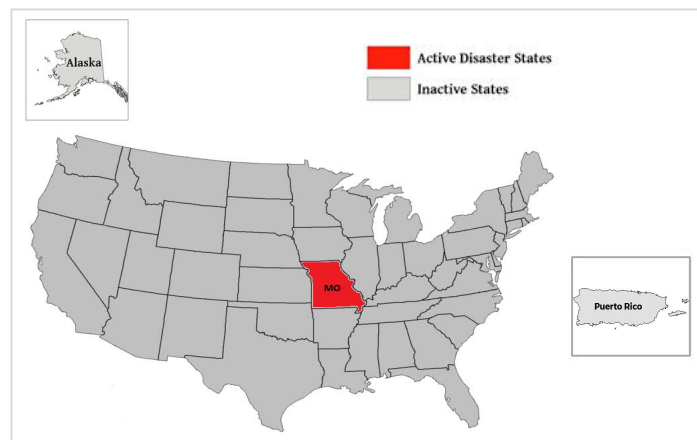 Alaska
Active Disaster States
Inactive States
MO
Puerto Rico